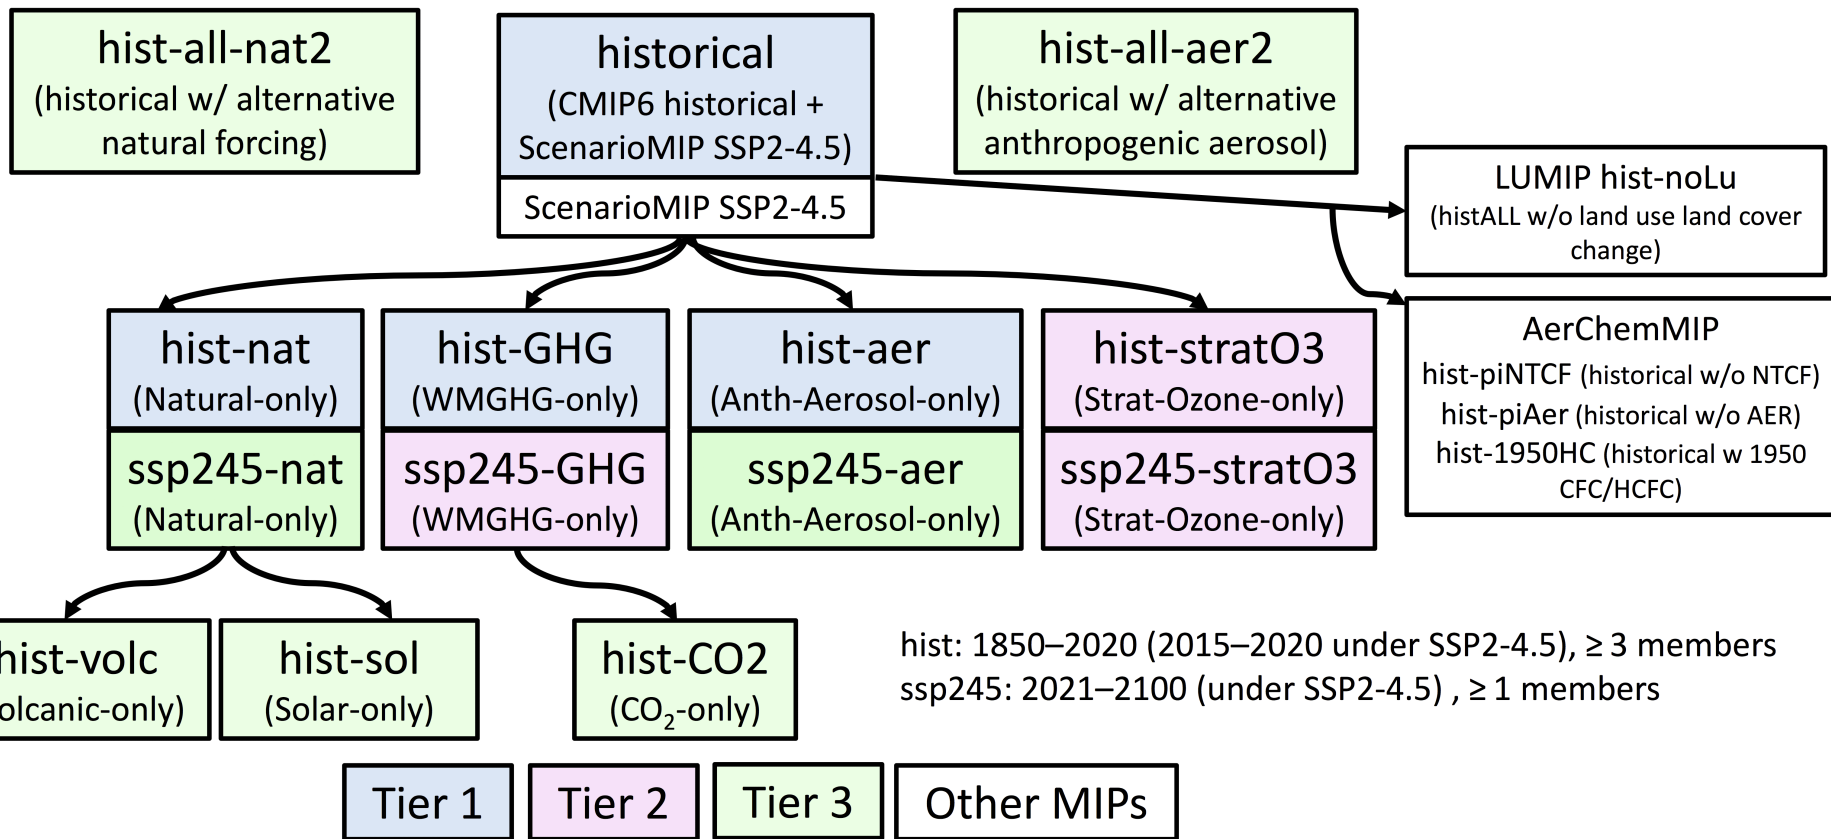 hist-all-nat2
(historical w/ alternative
natural forcing)
historical
(CMIP6 historical +
ScenarioMIP SSP2-4.5)
ScenarioMIP SSP2-4.5
hist-all-aer2
(historical w/ alternative
anthropogenic aerosol)
LUMIP hist-noLu
(histALL w/o land use land cover
change)
AerChemMIP
hist-piNTCF (historical w/o NTCF)
hist-piAer (historical w/o AER)
hist-1950HC (historical w 1950
CFC/HCFC)
hist-nat
(Natural-only)
ssp245-nat
(Natural-only)
hist-GHG
(WMGHG-only)
ssp245-GHG
(WMGHG-only)
hist-aer
(Anth-Aerosol-only)
ssp245-aer
(Anth-Aerosol-only)
hist-stratO3
(Strat-Ozone-only)
ssp245-stratO3
(Strat-Ozone-only)
hist-volc
olcanic-only)
hist-sol
(Solar-only)
hist-CO2
(CO₂-only)
hist: 1850–2020 (2015–2020 under SSP2-4.5), ≥ 3 members
ssp245: 2021–2100 (under SSP2-4.5) , ≥ 1 members
Tier 1
Tier 2
Tier 3
Other MIPs